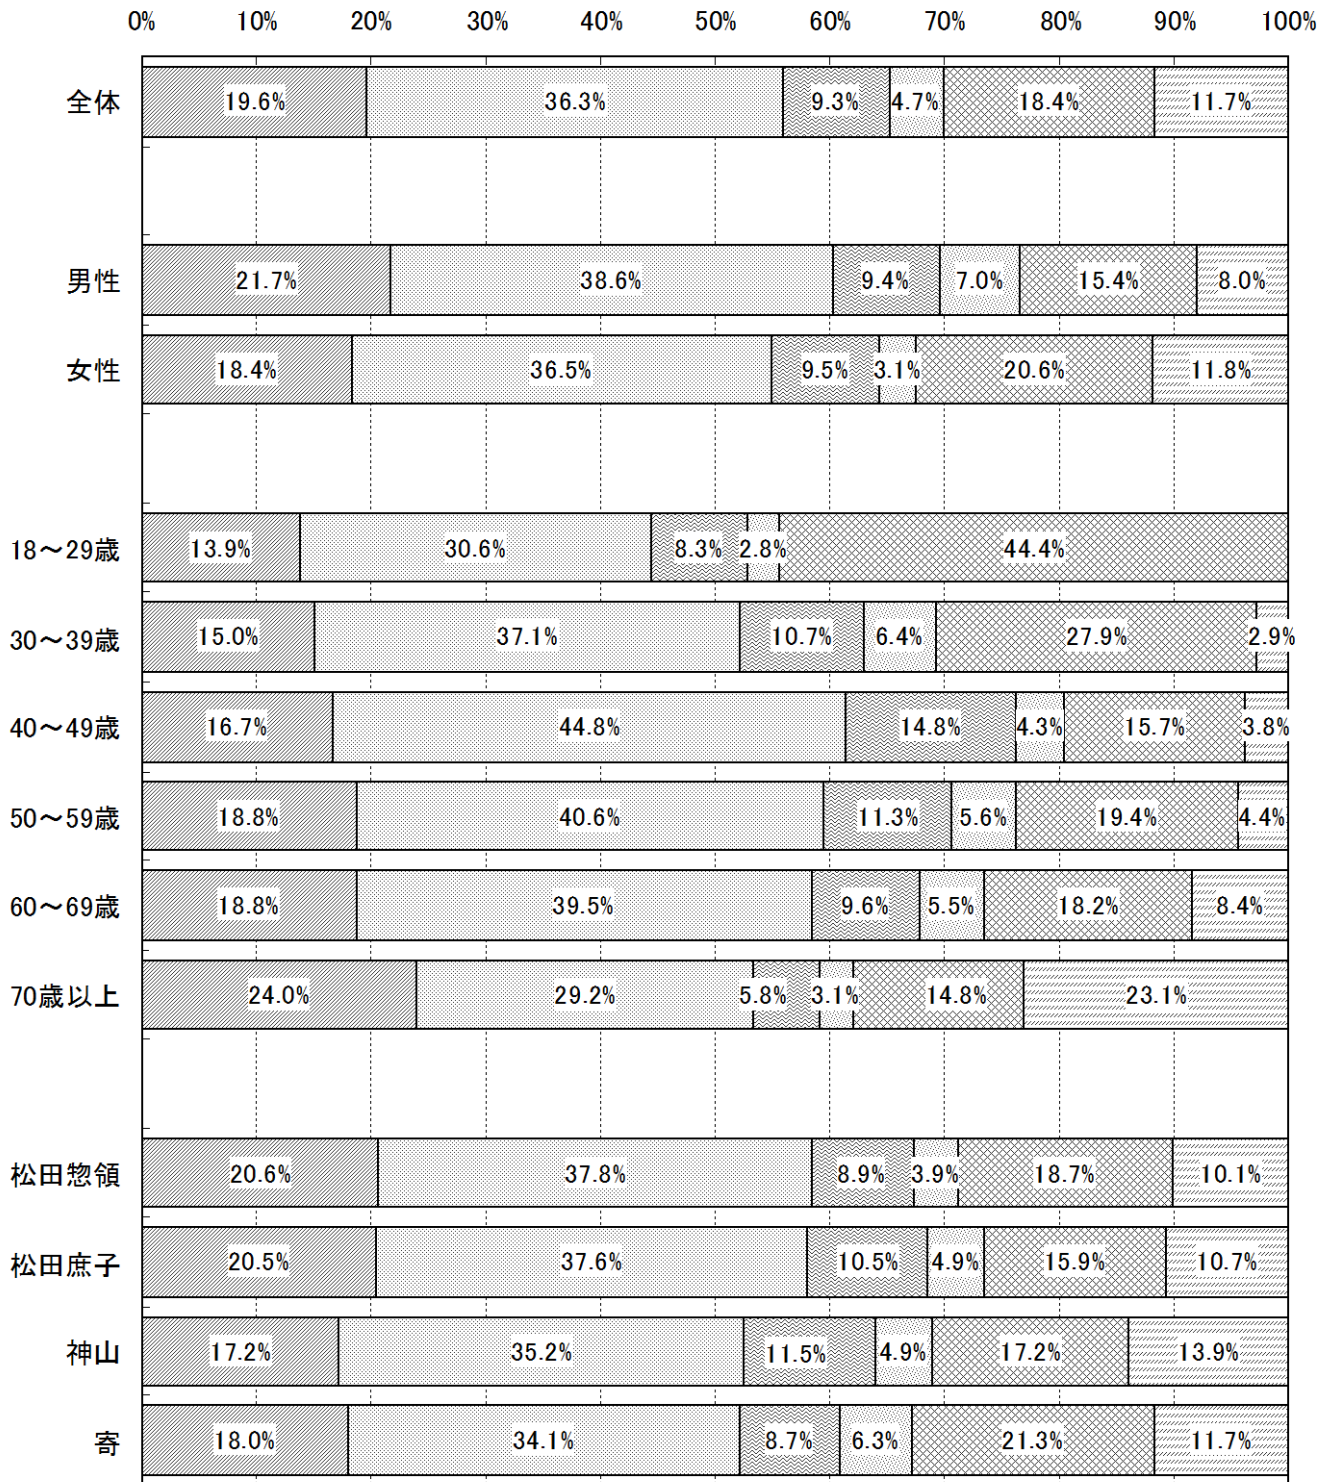 0% 10% 20% 30% 40% 50% 60% 70% 80% 90% 100%
全体 19.6% 36.3% 9.3% 4.7% 18.4% 11.7%
男性 21.7% 38.6% 9.4% 7.0% 15.4% 8.0%
女性 18.4% 36.5% 9.5% 3.1% 20.6% 11.8%
18～29歳 13.9% 30.6% 8.3% 2.8% 44.4%
30～39歳 15.0% 37.1% 10.7% 6.4% 27.9% 2.9%
40～49歳 16.7% 44.8% 14.8% 4.3% 15.7% 3.8%
50～59歳 18.8% 40.6% 11.3% 5.6% 19.4% 4.4%
60～69歳 18.8% 39.5% 9.6% 5.5% 18.2% 8.4%
70歳以上 24.0% 29.2% 5.8% 3.1% 14.8% 23.1%
松田惣領 20.6% 37.8% 8.9% 3.9% 18.7% 10.1%
松田庶子 20.5% 37.6% 10.5% 4.9% 15.9% 10.7%
神山 17.2% 35.2% 11.5% 4.9% 17.2% 13.9%
寄 18.0% 34.1% 8.7% 6.3% 21.3% 11.7%